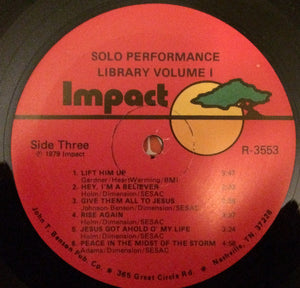 SOLO PERFORMANCE
LIBRARY VOLUME I
Impact
Side Three
R-3553
℗ 1979 Impact
1. LIFT HIM UP
Gardner/HeartWarming/BMI
2. HEY, I'M A BELIEVER
Holm/Dimension/SESAC
3. GIVE THEM ALL TO JESUS
Johnson-Benson/Dimension/SESAC
4. RISE AGAIN
Holm/Dimension/SESAC
5. JESUS GOT AHOLD O' MY LIFE
Holm/Dimension/SESAC
6. PEACE IN THE MIDST OF THE STORM 4:58
Adams/Dimension/SESAC
John T. Benson Pub. Co. • 365 Great Circle Rd. • Nashville, TN. 37228